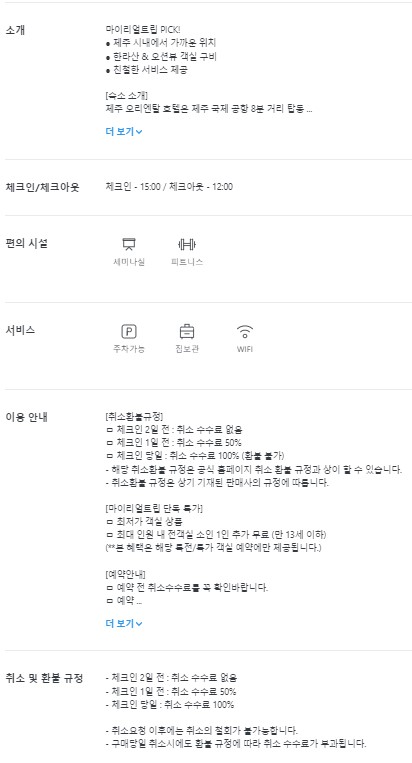 소개
마이리얼트립 PICK!
● 제주 시내에서 가까운 위치
● 한라산 & 오션뷰 객실 구비
● 친절한 서비스 제공
[숙소 소개]
제주 오리엔탈 호텔은 제주 국제 공항 8분 거리 탑동 ...
더 보기
체크인/체크아웃
체크인 - 15:00 / 체크아웃 - 12:00
편의 시설
세미나실 피트니스
서비스
주차가능 짐보관 WIFI
이용 안내
[취소환불규정]
ㅁ 체크인 2일 전 : 취소 수수료 없음
ㅁ 체크인 1일 전 : 취소 수수료 50%
ㅁ 체크인 당일 : 취소 수수료 100% (환불 불가)
- 해당 취소환불 규정은 공식 홈페이지 취소 환불 규정과 상이 할 수 있습니다.
- 취소환불 규정은 상기 기재된 판매사의 규정에 따릅니다.
[마이리얼트립 단독 특가]
ㅁ 최저가 객실 상품
ㅁ 최대 인원 내 전객실 소인 1인 추가 무료 (만 13세 이하)
(**본 혜택은 해당 특전/특가 객실 예약만에 제공됩니다.)
[예약안내]
ㅁ 예약 전 취소수수료를 꼭 확인바랍니다.
ㅁ 예약 ...
더 보기
취소 및 환불 규정
- 체크인 2일 전 : 취소 수수료 없음
- 체크인 1일 전 : 취소 수수료 50%
- 체크인 당일 : 취소 수수료 100%
- 취소요청 이후에는 취소의 철회가 불가능합니다.
- 구매당일 취소시에도 환불 규정에 따라 취소 수수료가 부과됩니다.